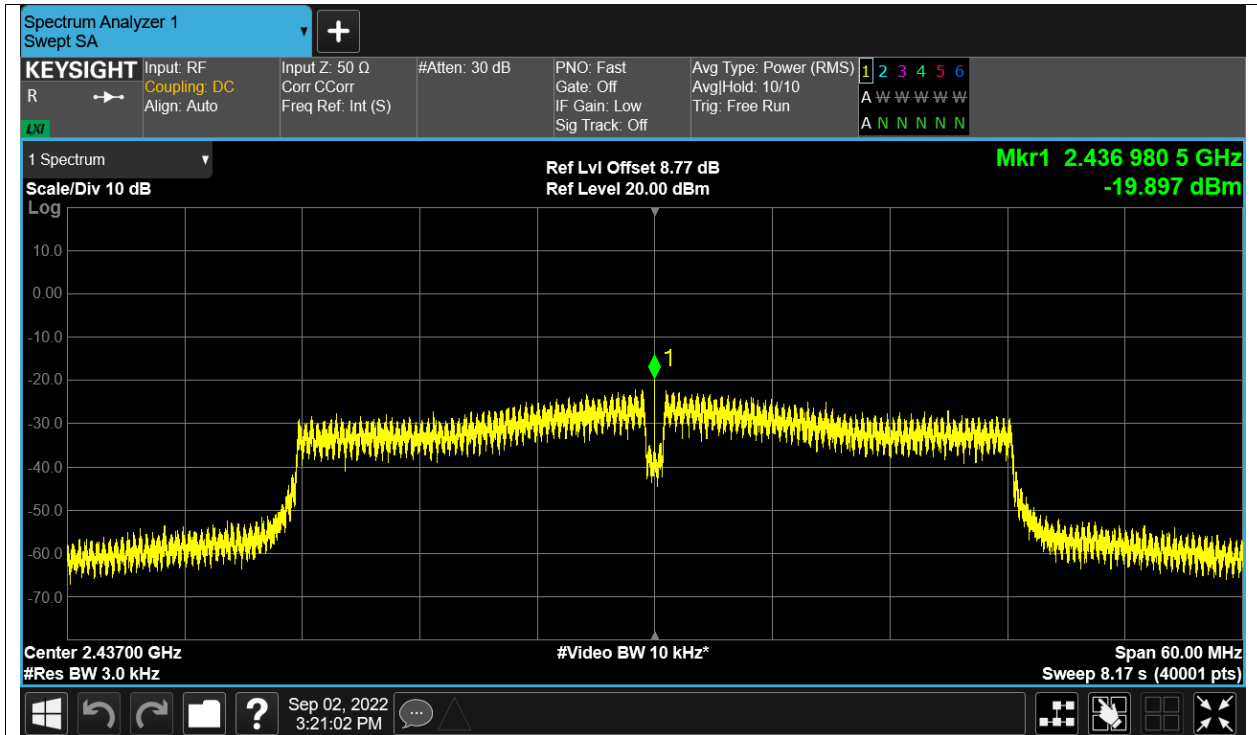 Spectrum Analyzer 1
Swept SA
KEYSIGHT
R
LXI
Input: RF
Coupling: DC
Align: Auto
Input Z: 50 Ω
Corr CCorr
Freq Ref: Int (S)
#Atten: 30 dB
PNO: Fast
Gate: Off
IF Gain: Low
Sig Track: Off
Avg Type: Power (RMS)
Avg|Hold: 10/10
Trig: Free Run
1 2 3 4 5 6
A W W W W W
A N N N N N
1 Spectrum
Scale/Div 10 dB
Log
Ref Lvl Offset 8.77 dB
Ref Level 20.00 dBm
Mkr1 2.436 980 5 GHz
-19.897 dBm
10.0
0.00
-10.0
1
-20.0
-30.0
-40.0
-50.0
-60.0
-70.0
Center 2.43700 GHz
#Res BW 3.0 kHz
#Video BW 10 kHz*
Span 60.00 MHz
Sweep 8.17 s (40001 pts)
?
Sep 02, 2022
3:21:02 PM